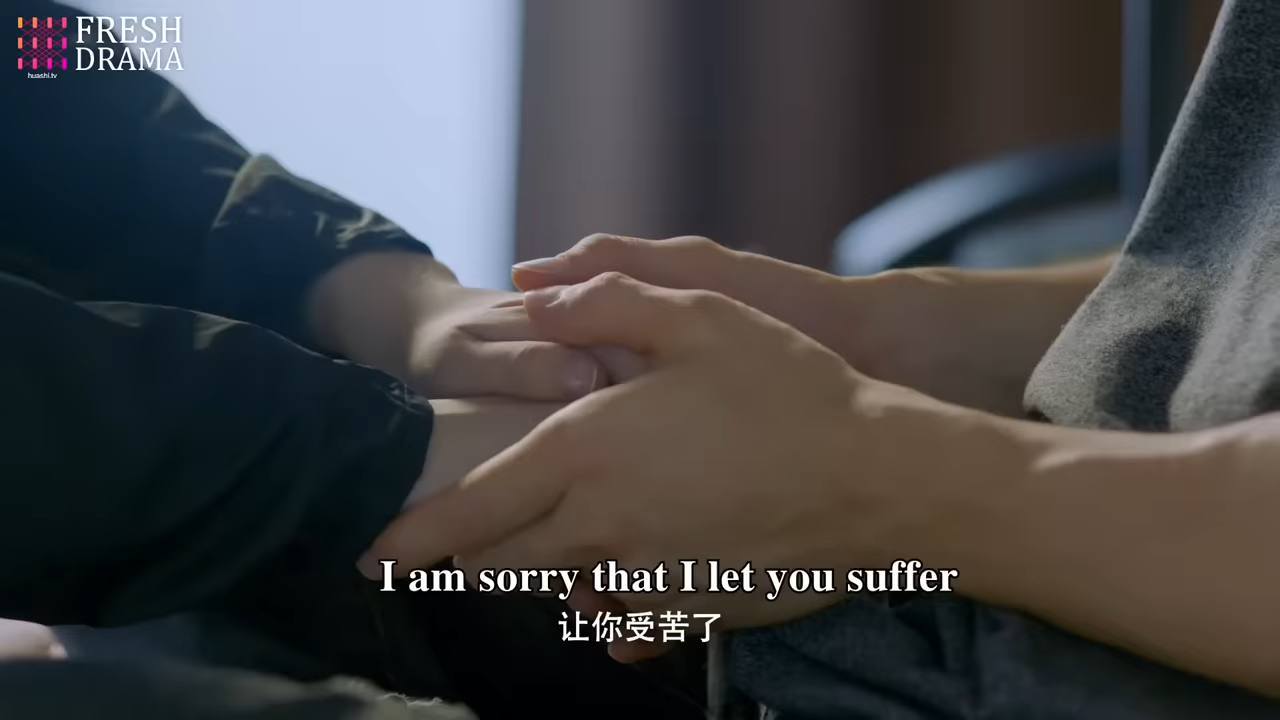 FRESH
DRAMA
huashi.tv
I am sorry that I let you suffer
让你受苦了